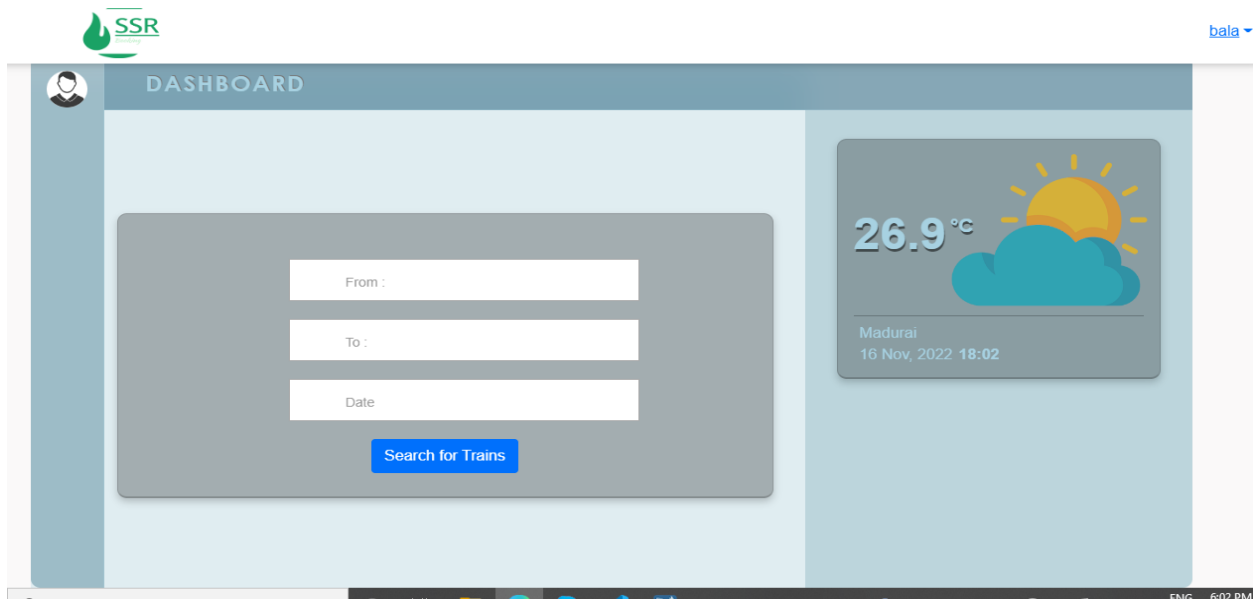 SSR
bala
DASHBOARD
From :
To :
Date
Search for Trains
26.9 °C
Madurai
16 Nov, 2022 18:02
ENG 6:02 PM